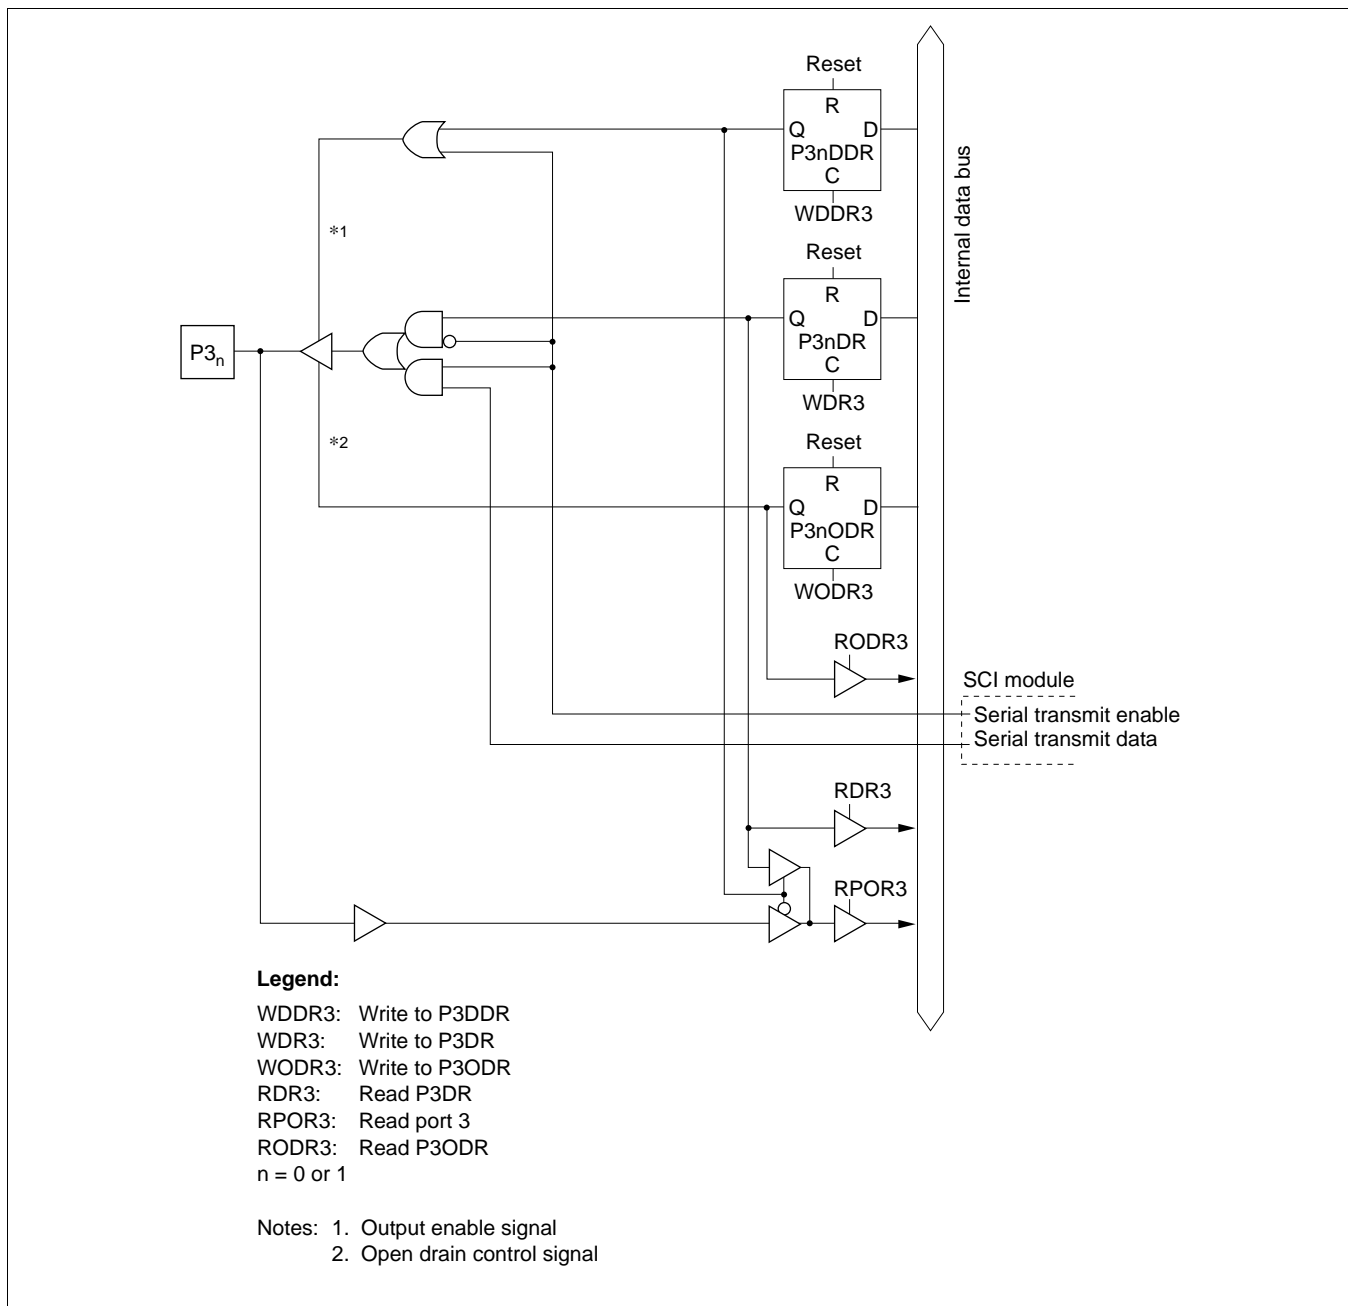 Reset
R
Q D
P3nDDR
C
WDDR3
Internal data bus
*1
Reset
R
Q D
P3nDR
C
WDR3
P3n
*2
Reset
R
Q D
P3nODR
C
WODR3
RODR3
SCI module
Serial transmit enable
Serial transmit data
RDR3
RPOR3
Legend:
WDDR3: Write to P3DDR
WDR3: Write to P3DR
WODR3: Write to P3ODR
RDR3: Read P3DR
RPOR3: Read port 3
RODR3: Read P3ODR
n = 0 or 1
Notes: 1. Output enable signal
2. Open drain control signal